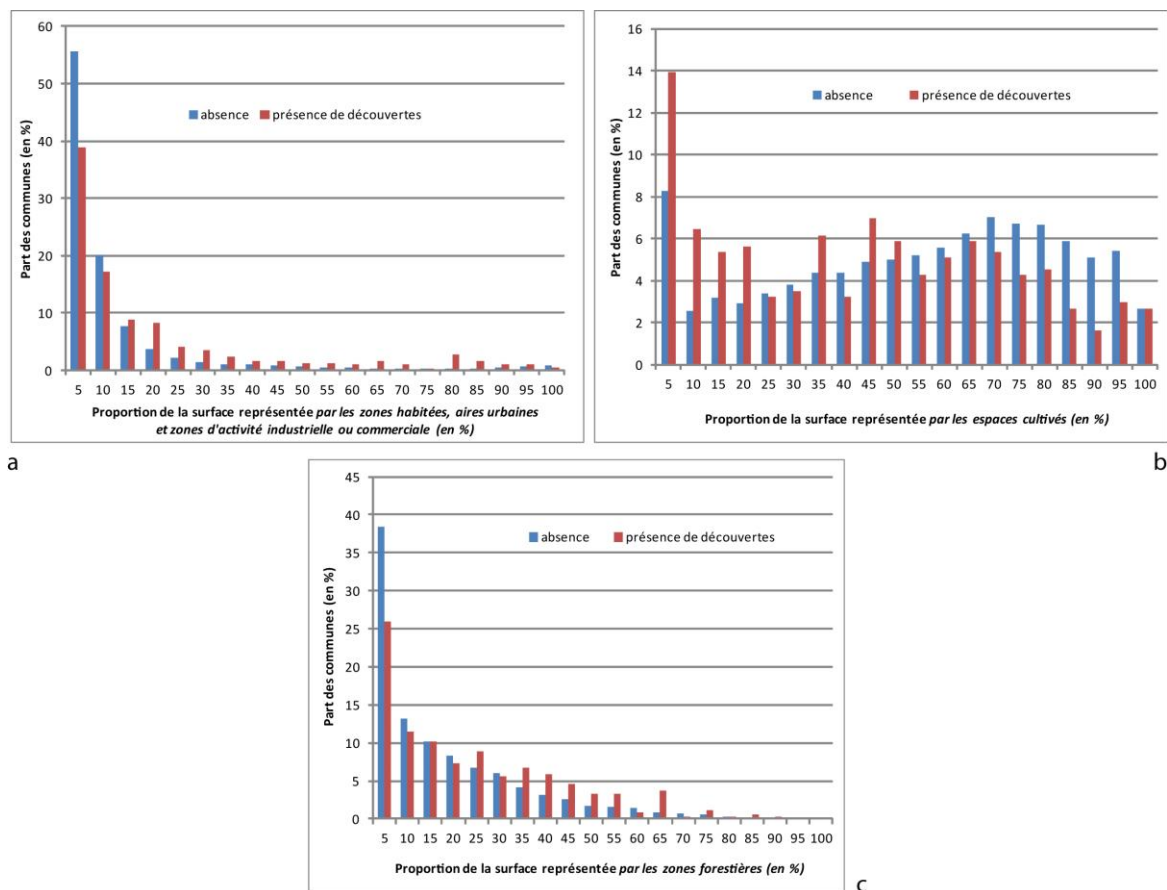 60
50
40
30
20
10
0
Part des communes (en %)
absence présence de découvertes
5 10 15 20 25 30 35 40 45 50 55 60 65 70 75 80 85 90 95 100
Proportion de la surface représentée par les zones habitées, aires urbaines
et zones d'activité industrielle ou commerciale (en %)
a
16
14
12
10
8
6
4
2
0
Part des communes (en %)
absence présence de découvertes
5 10 15 20 25 30 35 40 45 50 55 60 65 70 75 80 85 90 95 100
Proportion de la surface représentée par les espaces cultivés (en %)
b
45
40
35
30
25
20
15
10
5
0
Part des communes (en %)
absence présence de découvertes
5 10 15 20 25 30 35 40 45 50 55 60 65 70 75 80 85 90 95 100
Proportion de la surface représentée par les zones forestières (en %)
c